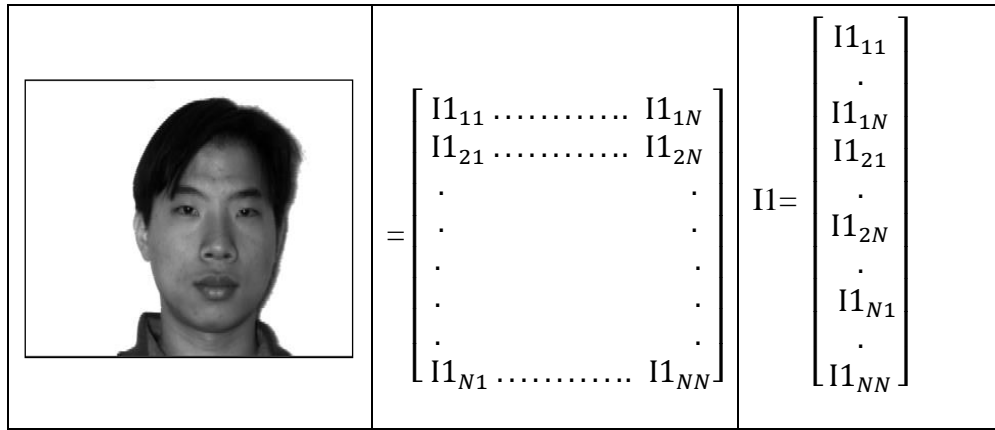 = [ I1₁₁ ............ I1₁N
I1₂₁ ............ I1₂N
. .
. .
. .
. .
. .
I1N₁ ............ I1NN ]
I1= [ I1₁₁
.
I1₁N
I1₂₁
.
I1₂N
.
I1N₁
.
I1NN ]